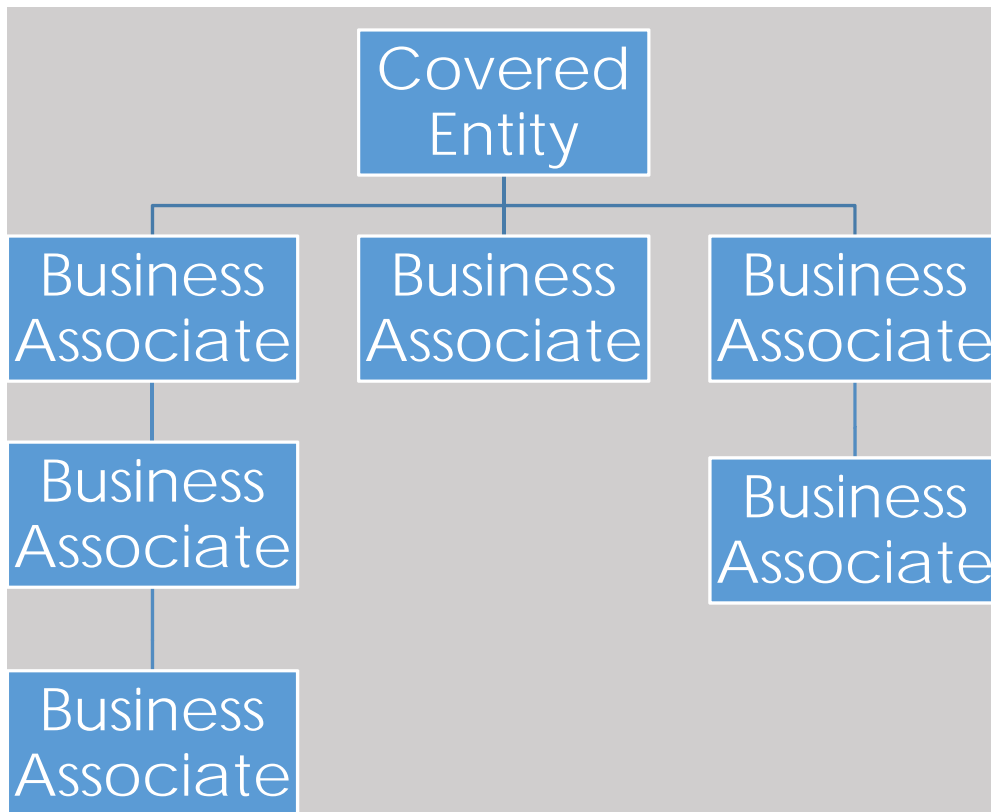 Covered
Entity
Business
Associate
Business
Associate
Business
Associate
Business
Associate
Business
Associate
Business
Associate